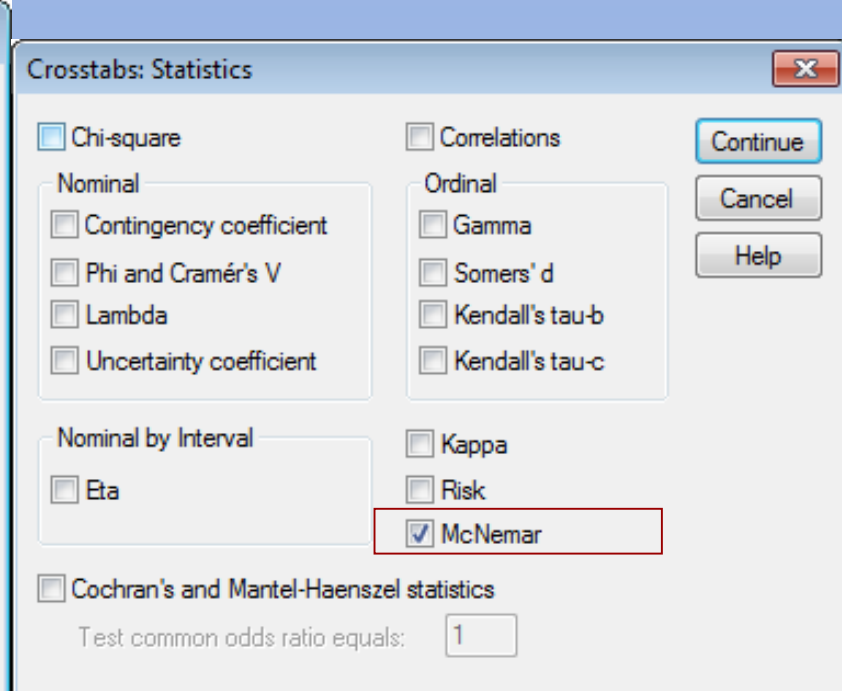 Crosstabs: Statistics
Chi-square
Correlations
Continue
Nominal
Ordinal
Cancel
Contingency coefficient
Gamma
Help
Phi and Cramér's V
Somers' d
Lambda
Kendall's tau-b
Uncertainty coefficient
Kendall's tau-c
Nominal by Interval
Kappa
Eta
Risk
McNemar
Cochran's and Mantel-Haenszel statistics
Test common odds ratio equals: 1